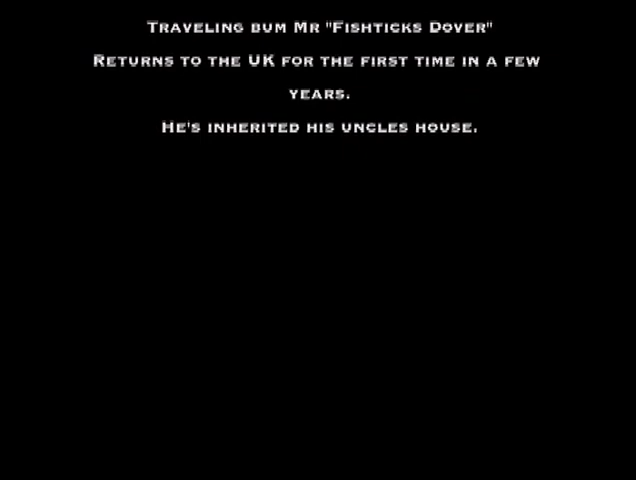 Traveling bum Mr "Fishticks Dover"
Returns to the UK for the first time in a few
years.
He's inherited his uncles house.